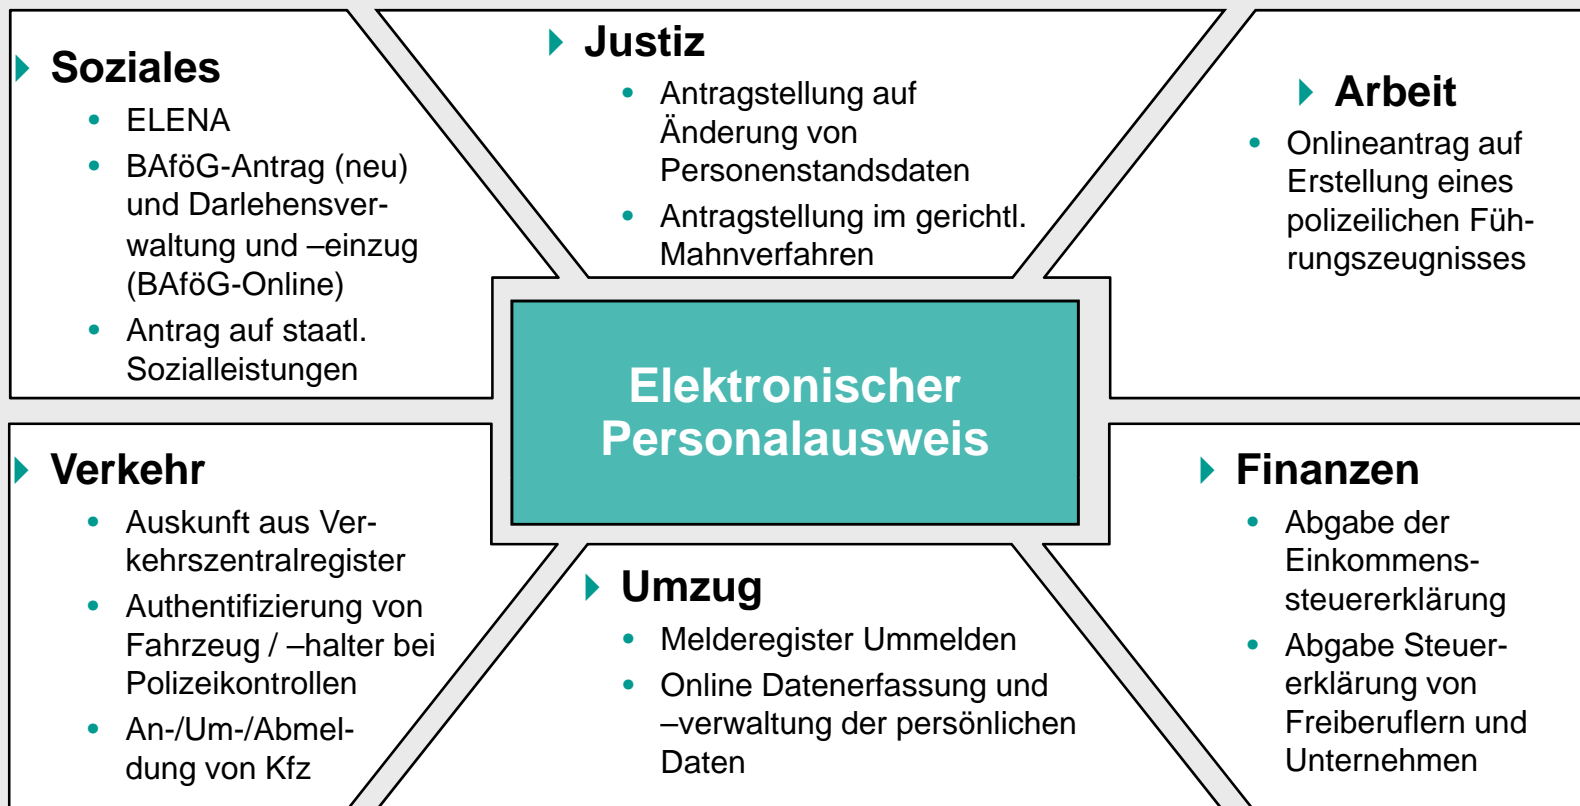 Soziales
ELENA
BAföG-Antrag (neu)
und Darlehensver-
waltung und –einzug
(BAföG-Online)
Antrag auf staatl.
Sozialleistungen
Justiz
Antragstellung auf
Änderung von
Personenstandsdaten
Antragstellung im gerichtl.
Mahnverfahren
Arbeit
Onlineantrag auf
Erstellung eines
polizeilichen Füh-
rungszeugnisses
Elektronischer
Personalausweis
Verkehr
Auskunft aus Ver-
kehrszentralregister
Authentifizierung von
Fahrzeug / –halter bei
Polizeikontrollen
An-/Um-/Abmel-
dung von Kfz
Umzug
Melderegister Ummelden
Online Datenerfassung und
–verwaltung der persönlichen
Daten
Finanzen
Abgabe der
Einkommens-
steuererklärung
Abgabe Steuer-
erklärung von
Freiberuflern und
Unternehmen